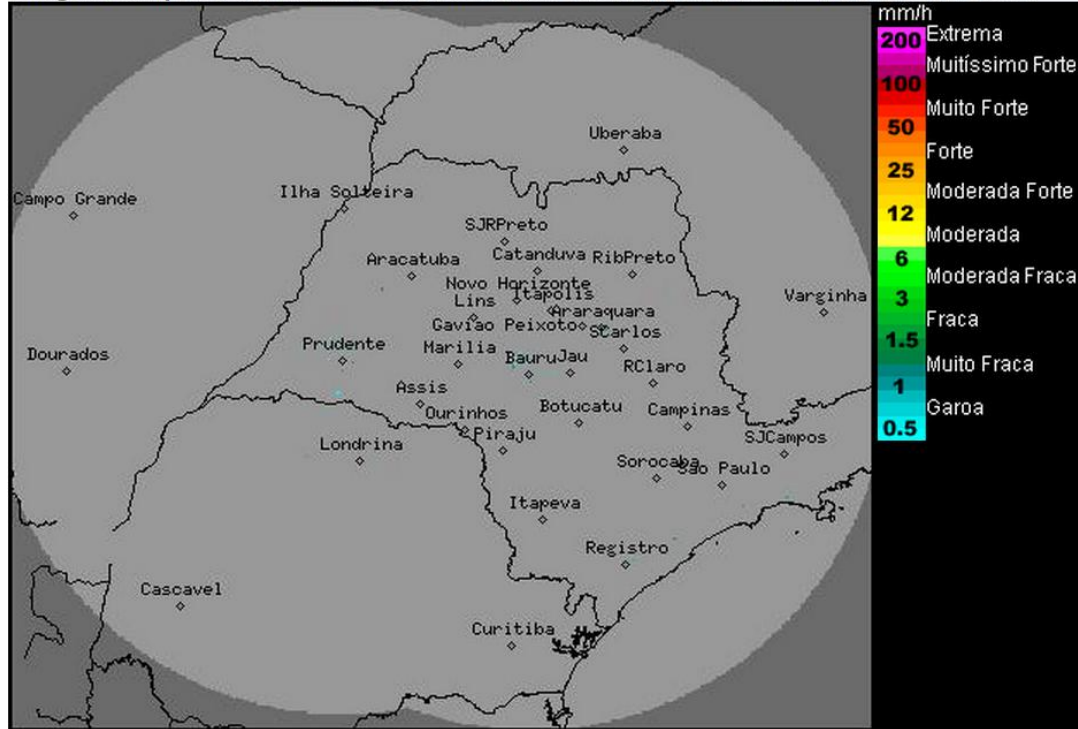 mm/h
200 Extrema
Muitíssimo Forte
100
Muito Forte
50
Forte
25
Moderada Forte
12
Moderada
6
Moderada Fraca
3
Fraca
1.5
Muito Fraca
1
Garoa
0.5
Uberaba
Campo Grande
Ilha Solteira
SJRPreto
Aracatuba
Catanduva
RibPreto
Novo Horizonte
Itapolis
Lins
Araraquara
Varginha
Gaviao Peixoto
SCarlos
Prudente
Marilia
Bauru
Jau
Dourados
RClaro
Assis
Ourinhos
Botucatu
Campinas
Londrina
Piraju
SJCampos
Sorocaba
Sao Paulo
Itapeva
Registro
Cascavel
Curitiba